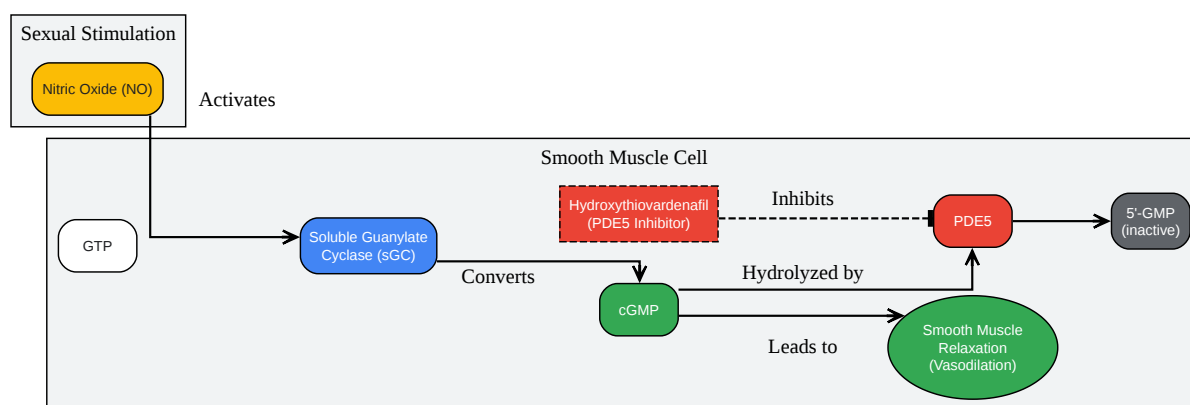 Sexual Stimulation
Nitric Oxide (NO)
Activates
Smooth Muscle Cell
GTP
Soluble Guanylate
Cyclase (sGC)
Converts
Hydroxythiovardenafil
(PDE5 Inhibitor)
Inhibits
PDE5
5'-GMP
(inactive)
Hydrolyzed by
cGMP
Leads to
Smooth Muscle
Relaxation
(Vasodilation)